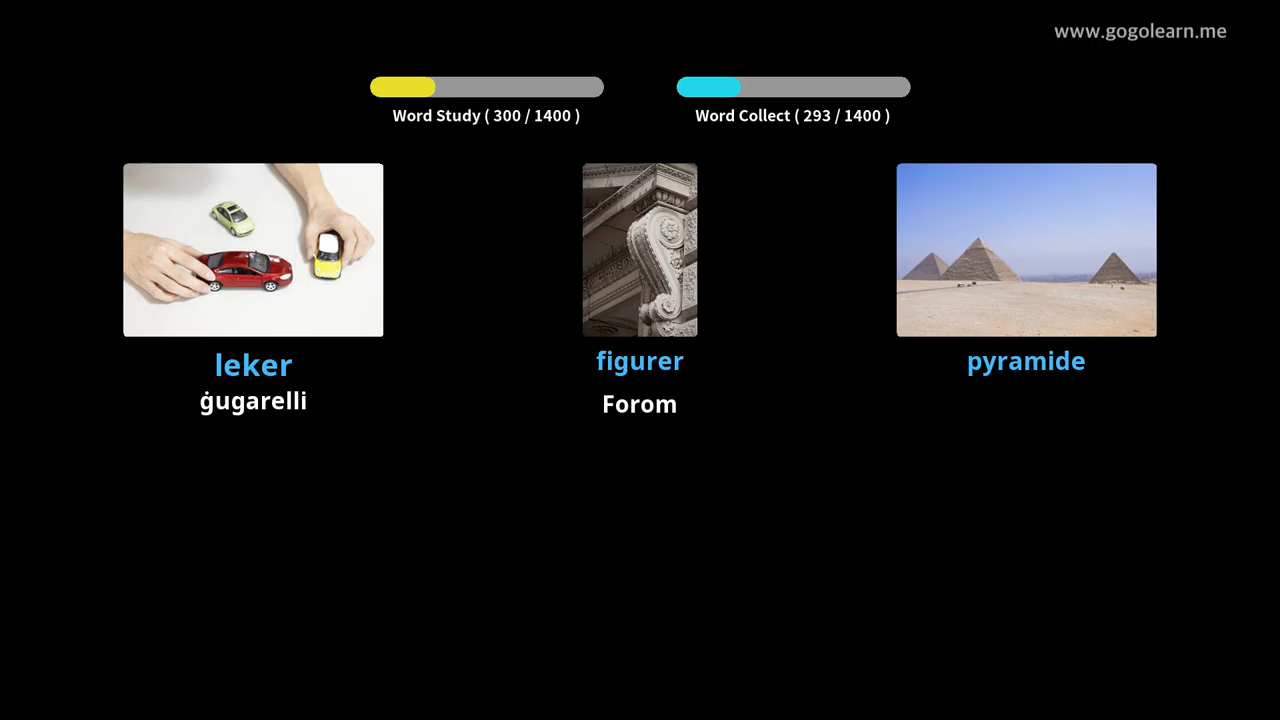 www.gogolearn.me
Word Study ( 300 / 1400 )
Word Collect ( 293 / 1400 )
leker
ġugarelli
figurer
Forom
pyramide